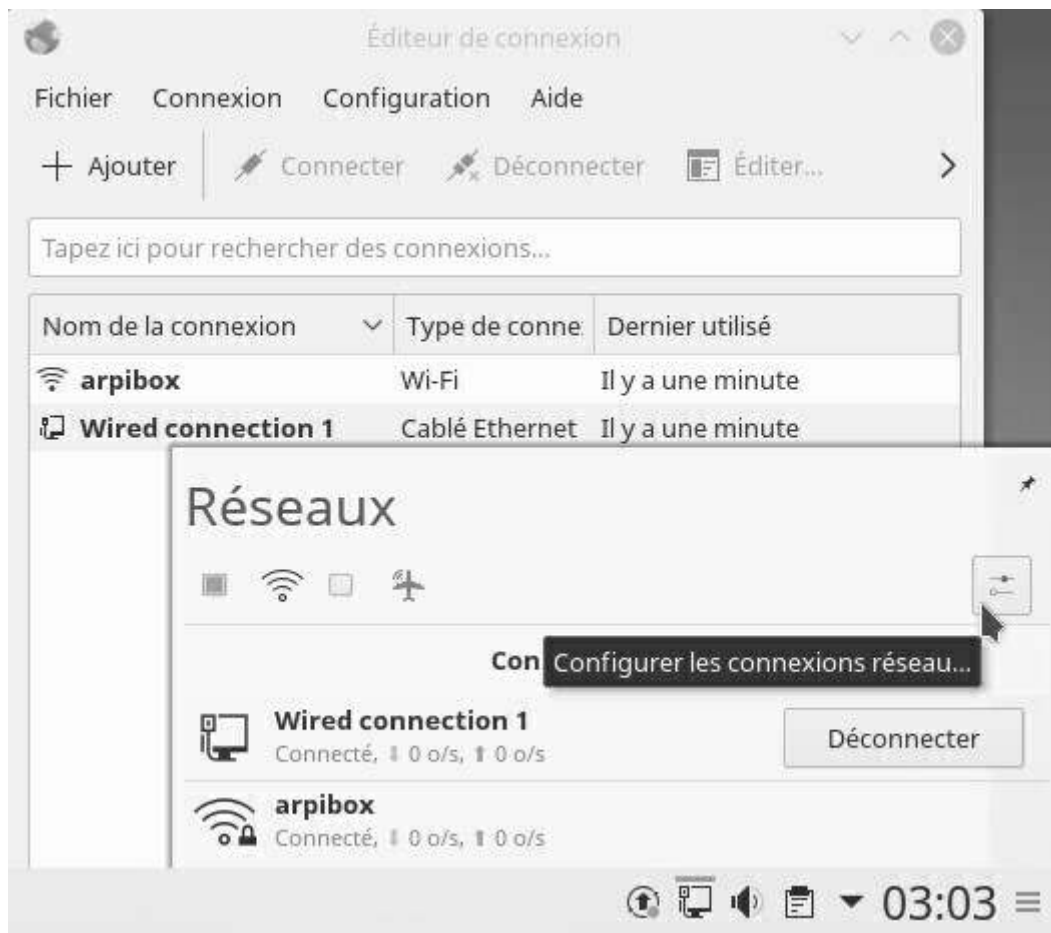 Éditeur de connexion
Fichier Connexion Configuration Aide
Ajouter Connecter Déconnecter Éditer...
Tapez ici pour rechercher des connexions...
Nom de la connexion Type de conne Dernier utilisé
arpibox Wi-Fi Il y a une minute
Wired connection 1 Cablé Ethernet Il y a une minute
Réseaux
Con Configurer les connexions réseau...
Wired connection 1
Connecté, ⬇ 0 o/s, ⬆ 0 o/s
Déconnecter
arpibox
Connecté, ⬇ 0 o/s, ⬆ 0 o/s
03:03